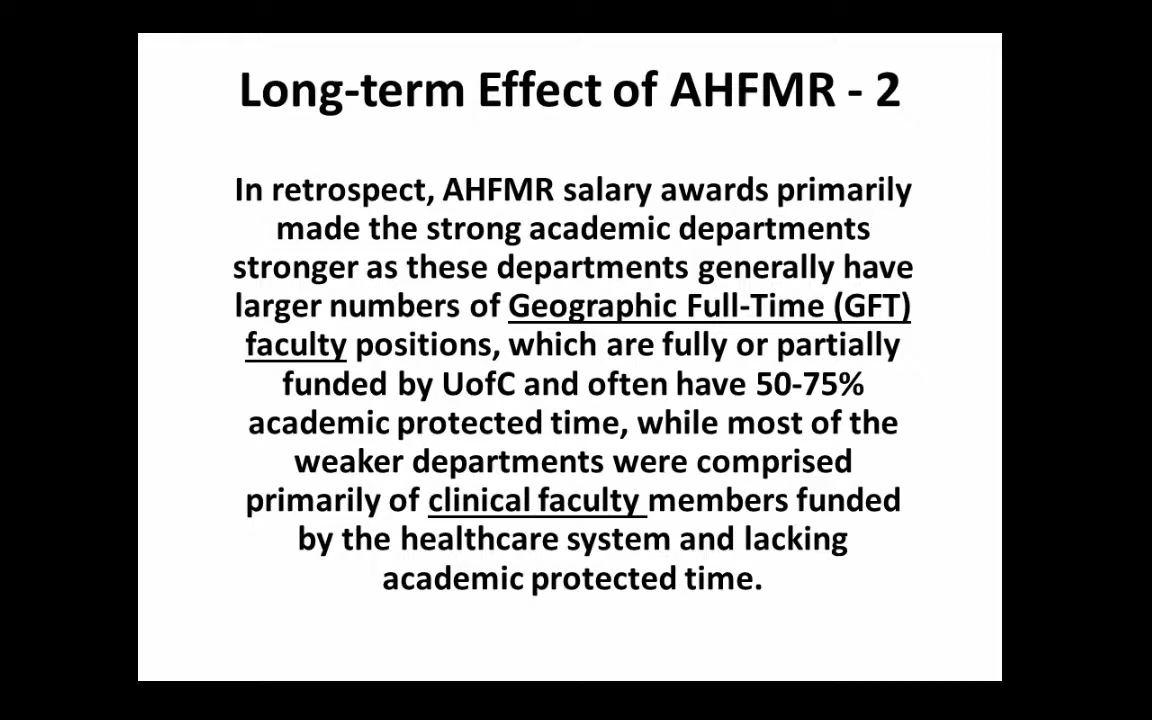 Long-term Effect of AHFMR - 2
In retrospect, AHFMR salary awards primarily
made the strong academic departments
stronger as these departments generally have
larger numbers of Geographic Full-Time (GFT)
faculty positions, which are fully or partially
funded by UofC and often have 50-75%
academic protected time, while most of the
weaker departments were comprised
primarily of clinical faculty members funded
by the healthcare system and lacking
academic protected time.